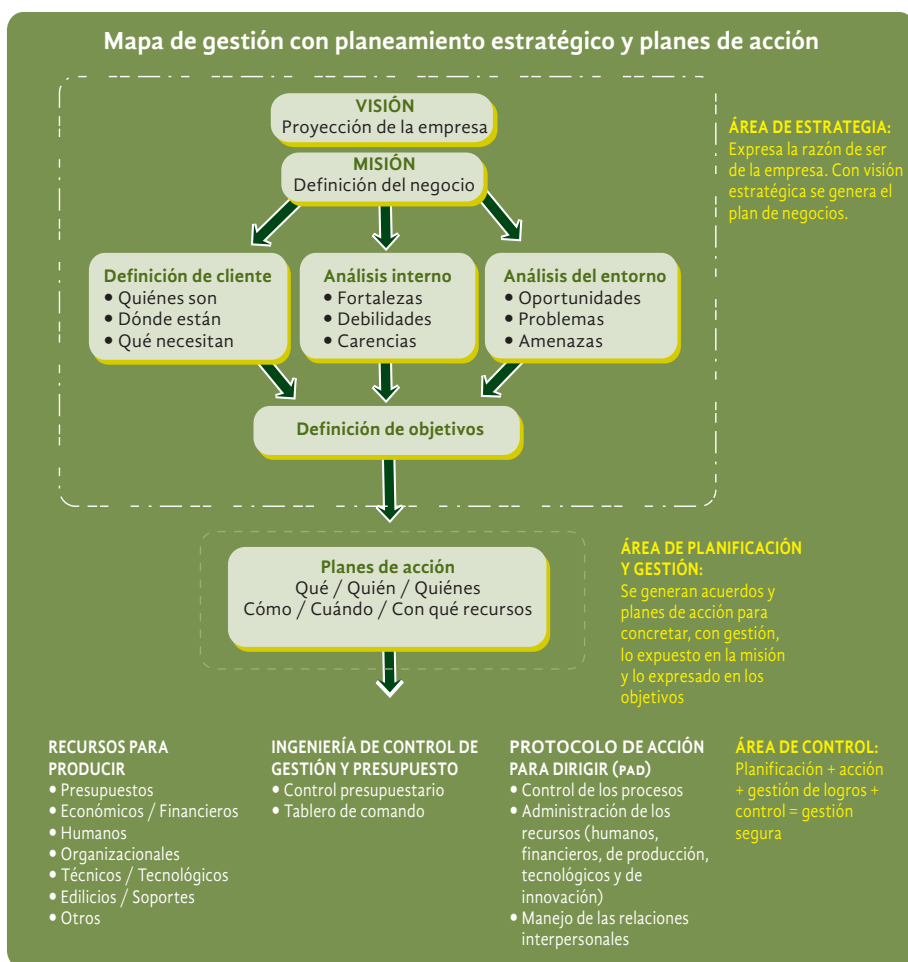 Mapa de gestión con planeamiento estratégico y planes de acción
VISIÓN
Proyección de la empresa
MISIÓN
Definición del negocio
ÁREA DE ESTRATEGIA:
Expresa la razón de ser
de la empresa. Con visión
estratégica se genera el
plan de negocios.
Definición de cliente
• Quiénes son
• Dónde están
• Qué necesitan
Análisis interno
• Fortalezas
• Debilidades
• Carencias
Análisis del entorno
• Oportunidades
• Problemas
• Amenazas
Definición de objetivos
Planes de acción
Qué / Quién / Quiénes
Cómo / Cuándo / Con qué recursos
ÁREA DE PLANIFICACIÓN
Y GESTIÓN:
Se generan acuerdos y
planes de acción para
concretar, con gestión,
lo expuesto en la misión
y lo expresado en los
objetivos
RECURSOS PARA
PRODUCIR
• Presupuestos
• Económicos / Financieros
• Humanos
• Organizacionales
• Técnicos / Tecnológicos
• Edilicios / Soportes
• Otros
INGENIERÍA DE CONTROL DE
GESTIÓN Y PRESUPUESTO
• Control presupuestario
• Tablero de comando
PROTOCOLO DE ACCIÓN
PARA DIRIGIR (PAD)
• Control de los procesos
• Administración de los
recursos (humanos,
financieros, de producción,
tecnológicos y de
innovación)
• Manejo de las relaciones
interpersonales
ÁREA DE CONTROL:
Planificación + acción
+ gestión de logros +
control = gestión
segura